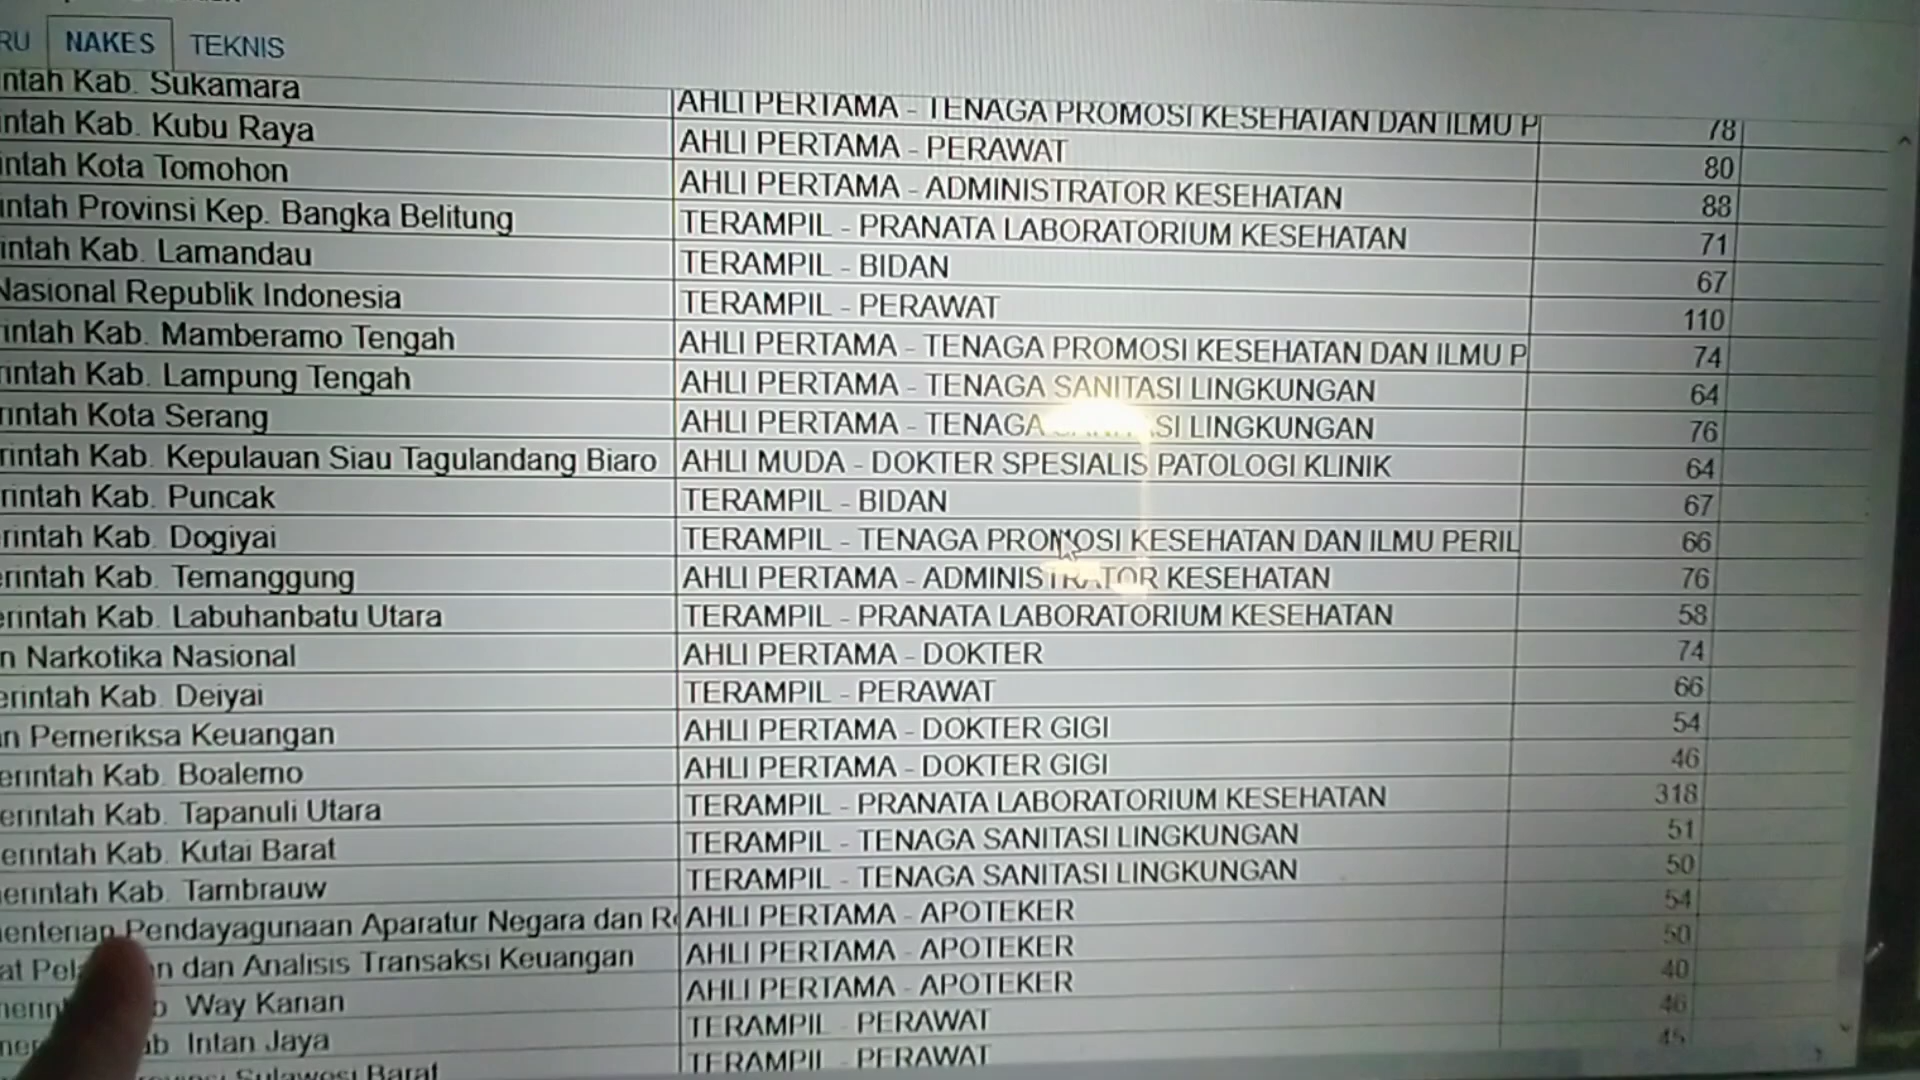 RU NAKES TEKNIS
ntah Kab. Sukamara AHLI PERTAMA - TENAGA PROMOSI KESEHATAN DAN ILMU P 78
ntah Kab. Kubu Raya AHLI PERTAMA - PERAWAT 80
intah Kota Tomohon AHLI PERTAMA - ADMINISTRATOR KESEHATAN 88
intah Provinsi Kep. Bangka Belitung TERAMPIL - PRANATA LABORATORIUM KESEHATAN 71
intah Kab. Lamandau TERAMPIL - BIDAN 67
Nasional Republik Indonesia TERAMPIL - PERAWAT 110
rintah Kab. Mamberamo Tengah AHLI PERTAMA - TENAGA PROMOSI KESEHATAN DAN ILMU P 74
rintah Kab. Lampung Tengah AHLI PERTAMA - TENAGA SANITASI LINGKUNGAN 64
rintah Kota Serang AHLI PERTAMA - TENAGA SANITASI LINGKUNGAN 76
rintah Kab. Kepulauan Siau Tagulandang Biaro AHLI MUDA - DOKTER SPESIALIS PATOLOGI KLINIK 64
rintah Kab. Puncak TERAMPIL - BIDAN 67
rintah Kab. Dogiyai TERAMPIL - TENAGA PROMOSI KESEHATAN DAN ILMU PERIL 66
erintah Kab. Temanggung AHLI PERTAMA - ADMINISTRATOR KESEHATAN 76
erintah Kab. Labuhanbatu Utara TERAMPIL - PRANATA LABORATORIUM KESEHATAN 58
n Narkotika Nasional AHLI PERTAMA - DOKTER 74
erintah Kab. Deiyai TERAMPIL - PERAWAT 66
an Pemeriksa Keuangan AHLI PERTAMA - DOKTER GIGI 54
erintah Kab. Boalemo AHLI PERTAMA - DOKTER GIGI 46
erintah Kab. Tapanuli Utara TERAMPIL - PRANATA LABORATORIUM KESEHATAN 318
erintah Kab. Kutai Barat TERAMPIL - TENAGA SANITASI LINGKUNGAN 51
erintah Kab. Tambrauw TERAMPIL - TENAGA SANITASI LINGKUNGAN 50
enterian Pendayagunaan Aparatur Negara dan R AHLI PERTAMA - APOTEKER 54
at Pel n dan Analisis Transaksi Keuangan AHLI PERTAMA - APOTEKER 50
Way Kanan AHLI PERTAMA - APOTEKER 40
Intan Jaya TERAMPIL - PERAWAT 46
Sulawesi Barat TERAMPIL - PERAWAT 45